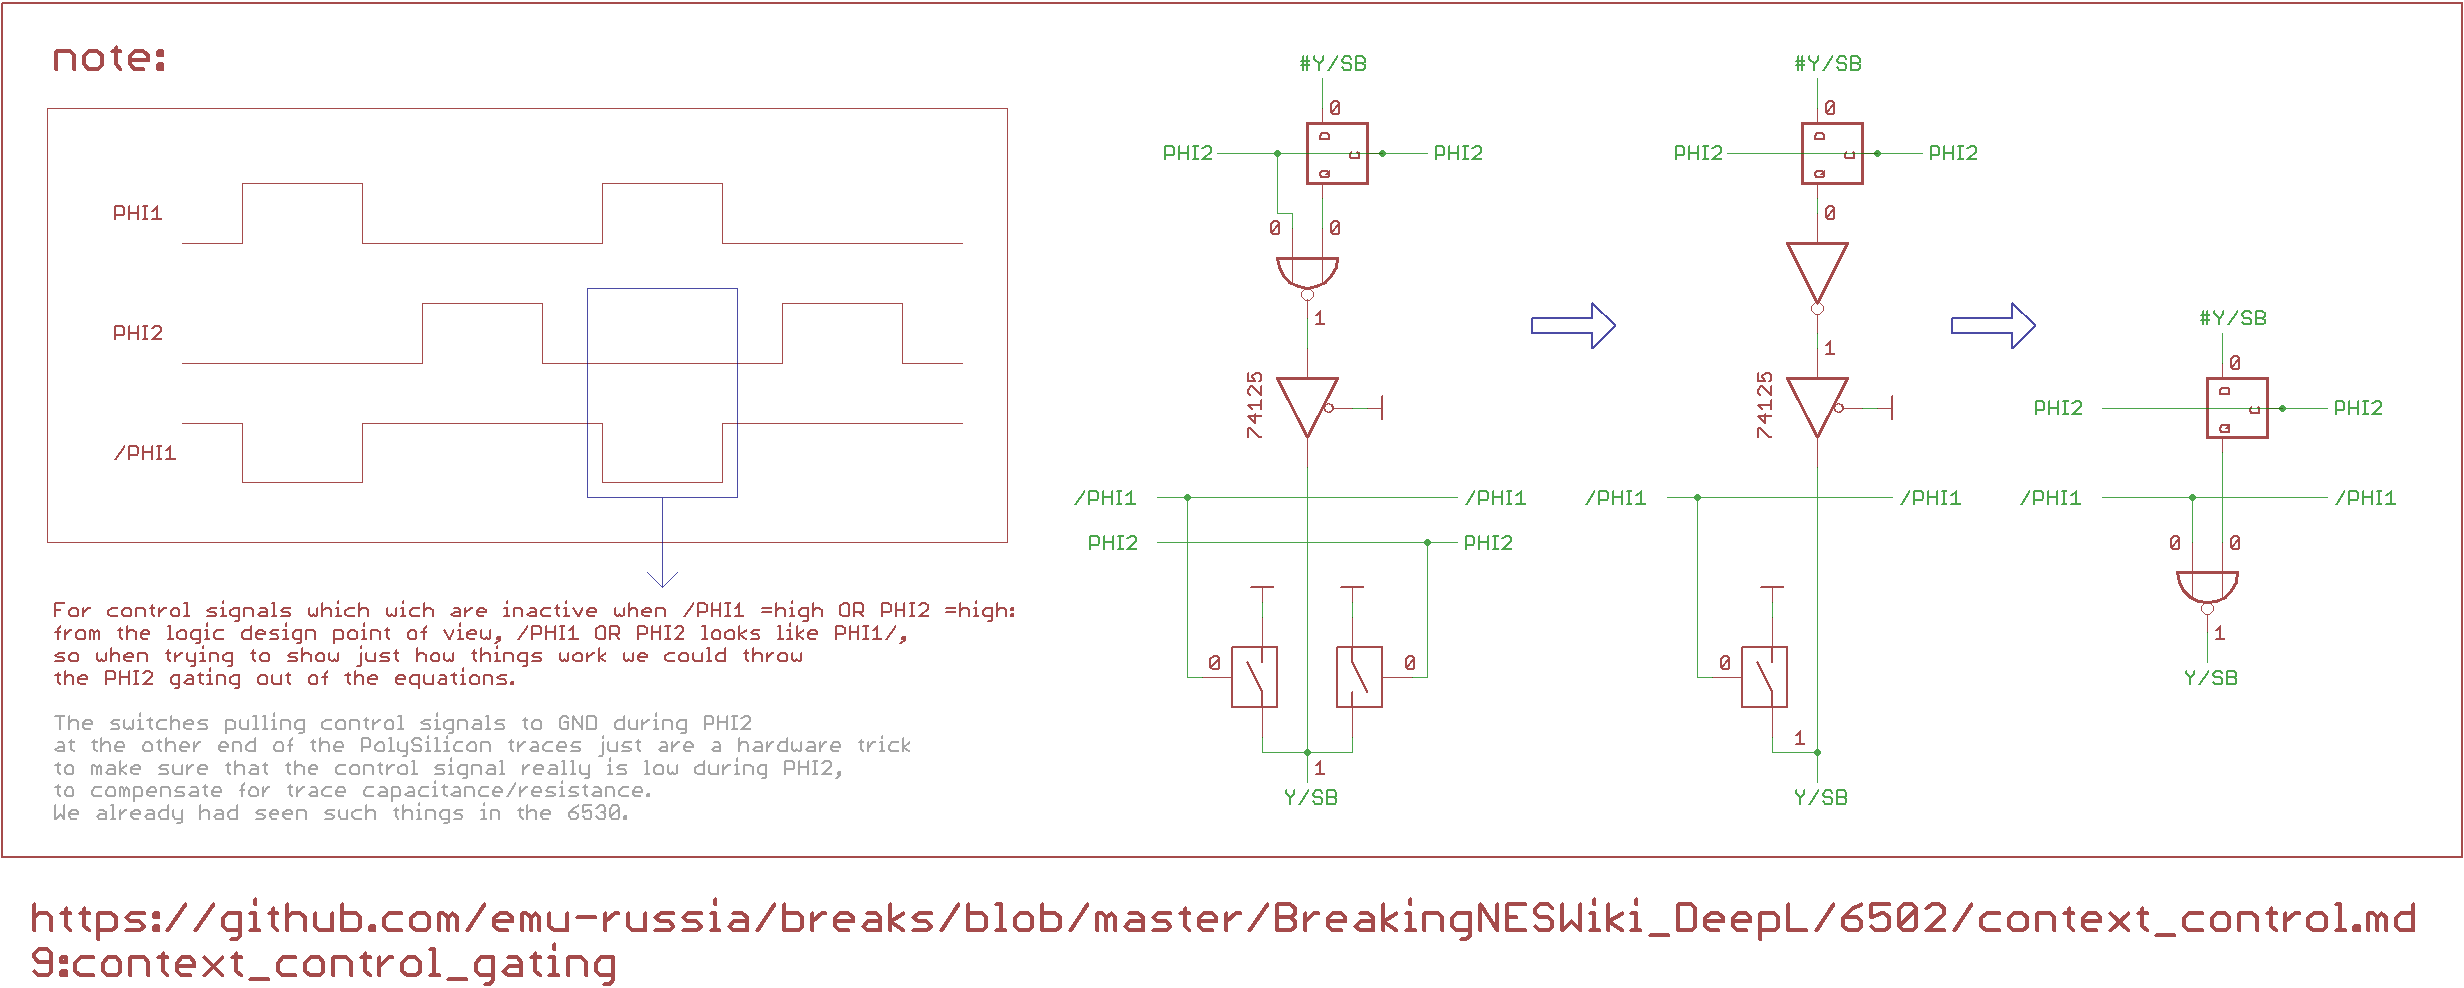 note:
PHI1
PHI2
/PHI1
For control signals which wich are inactive when /PHI1 =high OR PHI2 =high:
from the logic design point of view, /PHI1 OR PHI2 looks like PHI1/,
so when trying to show just how things work we could throw
the PHI2 gating out of the equations.
The switches pulling control signals to GND during PHI2
at the other end of the PolySilicon traces just are a hardware trick
to make sure that the control signal really is low during PHI2,
to compensate for trace capacitance/resistance.
We already had seen such things in the 6530.
#Y/SB
0
PHI2
D
C
Q
PHI2
0
0
1
74125
/PHI1
/PHI1
PHI2
PHI2
0
0
1
Y/SB
#Y/SB
0
PHI2
D
C
Q
PHI2
0
1
74125
/PHI1
/PHI1
0
1
Y/SB
#Y/SB
0
PHI2
D
C
Q
PHI2
/PHI1
/PHI1
0
0
1
Y/SB
https://github.com/emu-russia/breaks/blob/master/BreakingNESWiki_DeepL/6502/context_control.md
9:context_control_gating